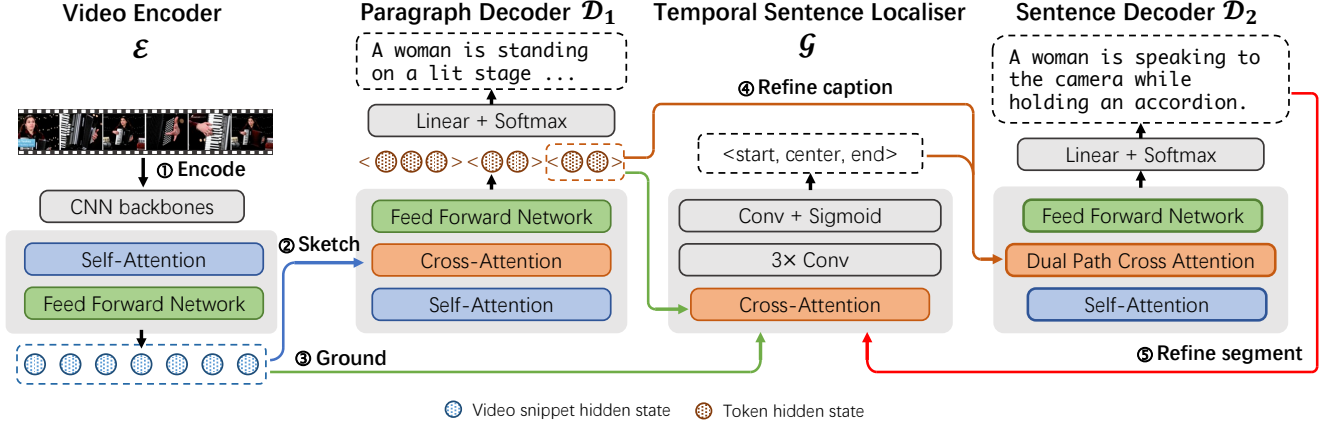 Video Encoder
ℰ
① Encode
CNN backbones
Self-Attention
Feed Forward Network
② Sketch
③ Ground
Paragraph Decoder 𝓓₁
A woman is standing
on a lit stage ...
Linear + Softmax
< > < > < >
Feed Forward Network
Cross-Attention
Self-Attention
Temporal Sentence Localiser
𝓖
④ Refine caption
<start, center, end>
Conv + Sigmoid
3× Conv
Cross-Attention
Sentence Decoder 𝓓₂
A woman is speaking to
the camera while
holding an accordion.
Linear + Softmax
Feed Forward Network
Dual Path Cross Attention
Self-Attention
⑤ Refine segment
Video snippet hidden state
Token hidden state